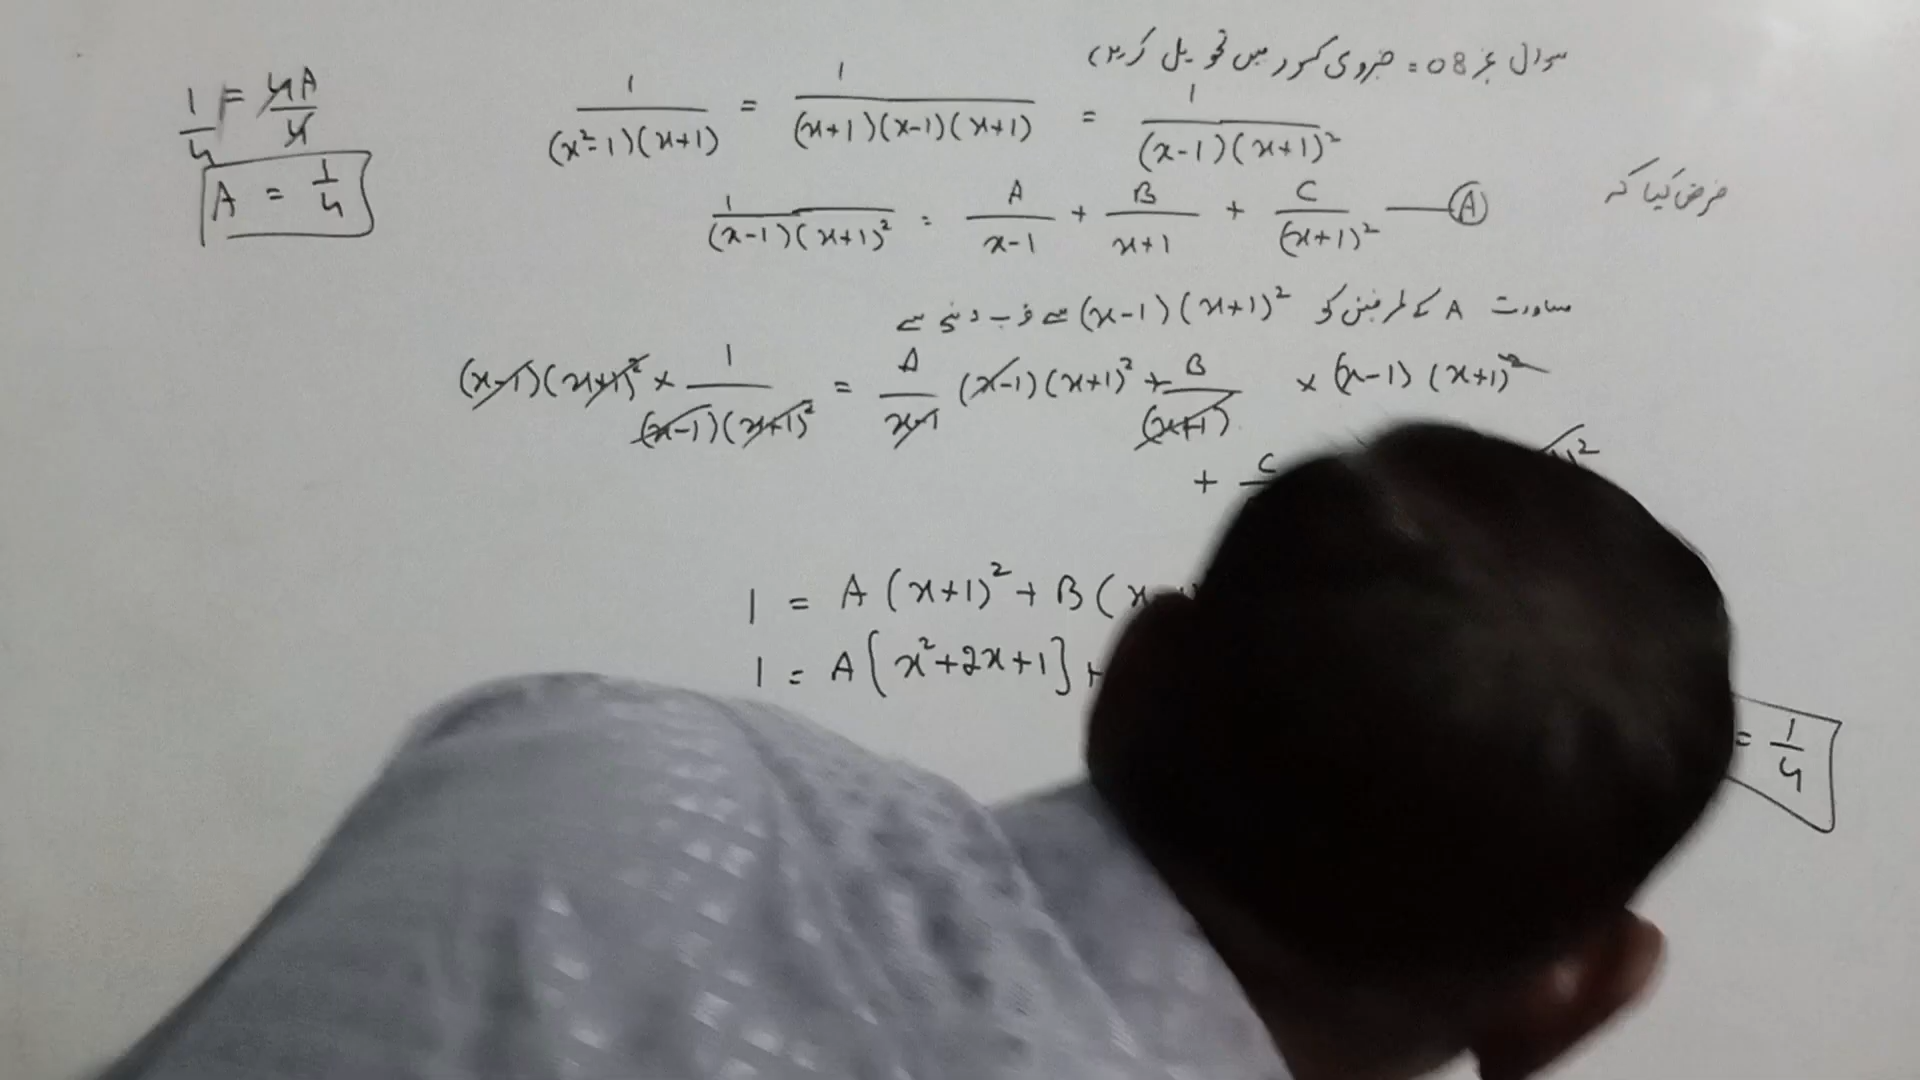 سوال نمبر 08: جزوی کسور میں تحویل کریں
1/(x²-1)(x+1) = 1/(x+1)(x-1)(x+1) = 1/(x-1)(x+1)²
فرض کیا کہ
1/(x-1)(x+1)² = A/x-1 + B/x+1 + C/(x+1)² — Ⓐ
مساوات A کے طرفین کو (x-1)(x+1)² سے ضرب دینے سے
(x-1)(x+1)² × 1/(x-1)(x+1)² = A/x-1 (x-1)(x+1)² + B/(x+1) × (x-1)(x+1)²
+ C
1 = A(x+1)² + B(x
1 = A[x²+2x+1] +
= 1/4
1/4 = 4A/4
A = 1/4